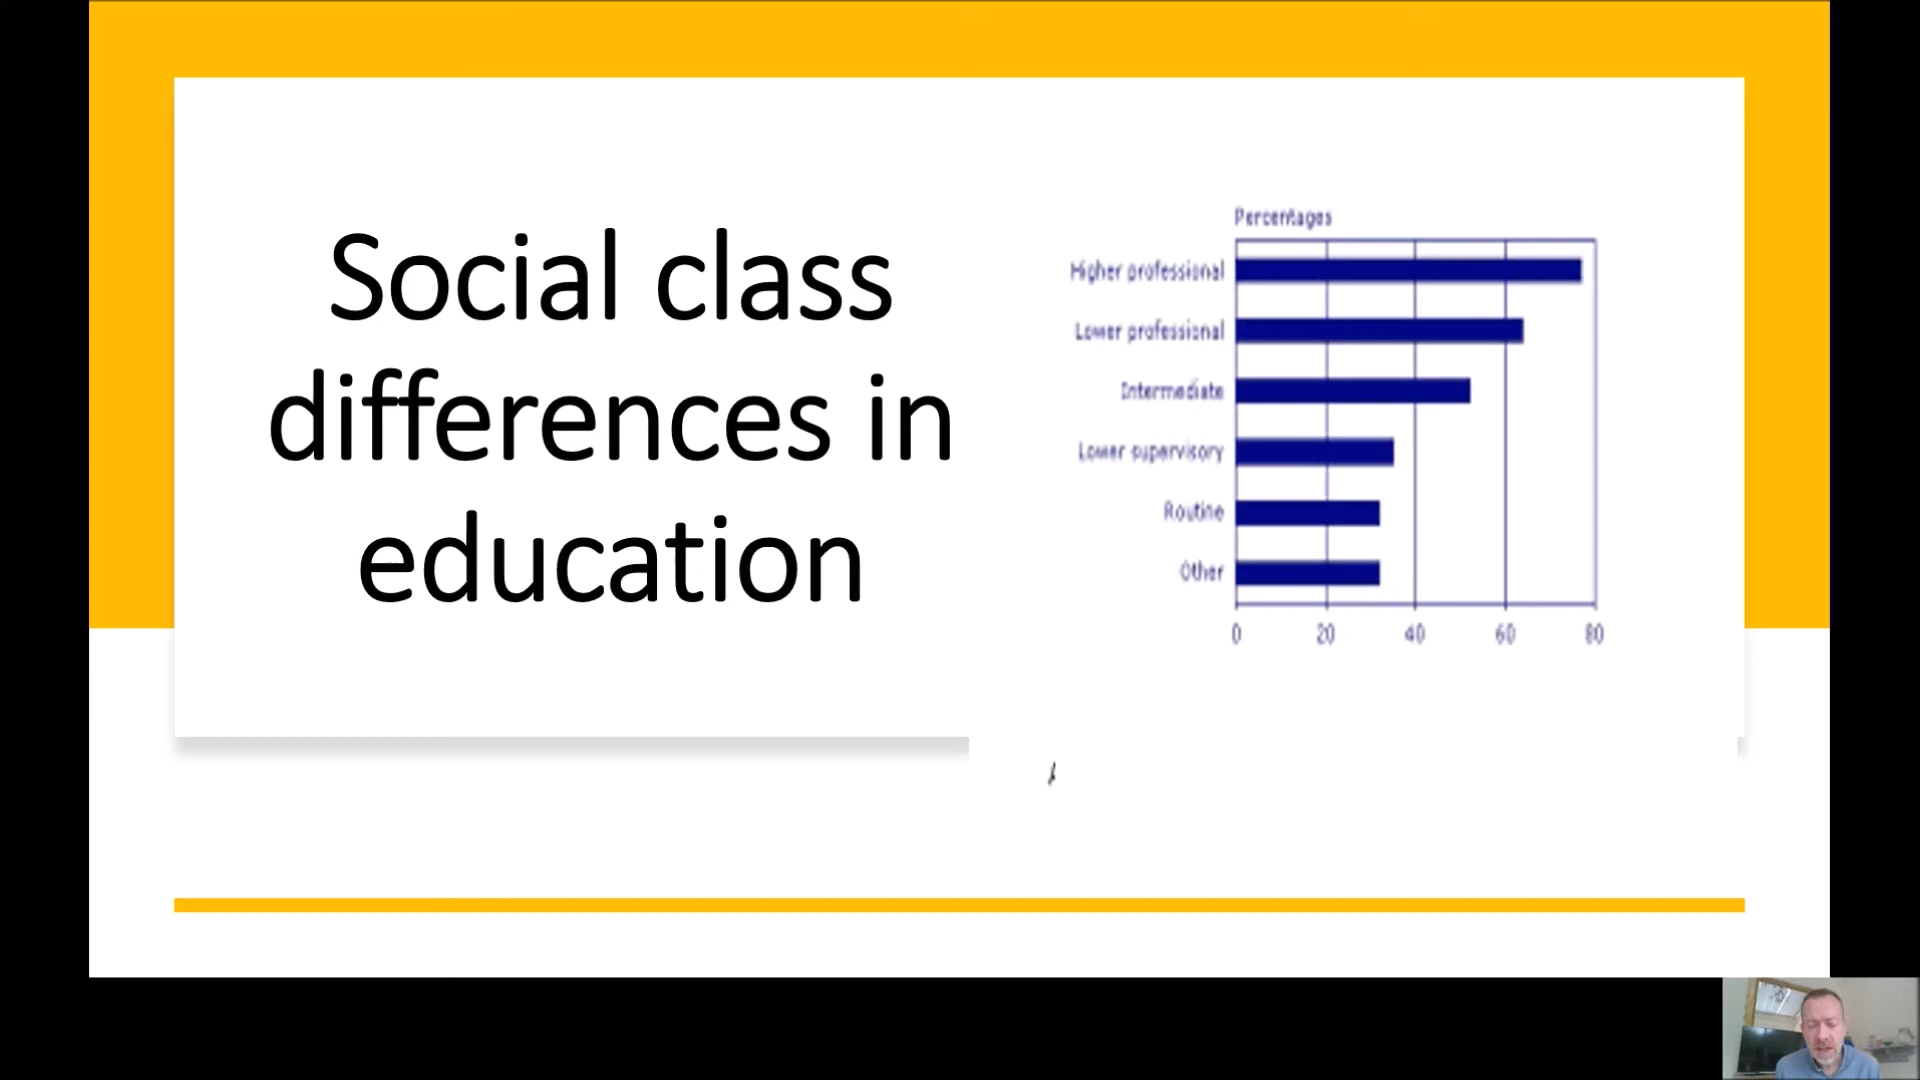 Social class
differences in
education
Percentages
Higher professional
Lower professional
Intermediate
Lower supervisory
Routine
Other
0 20 40 60 80